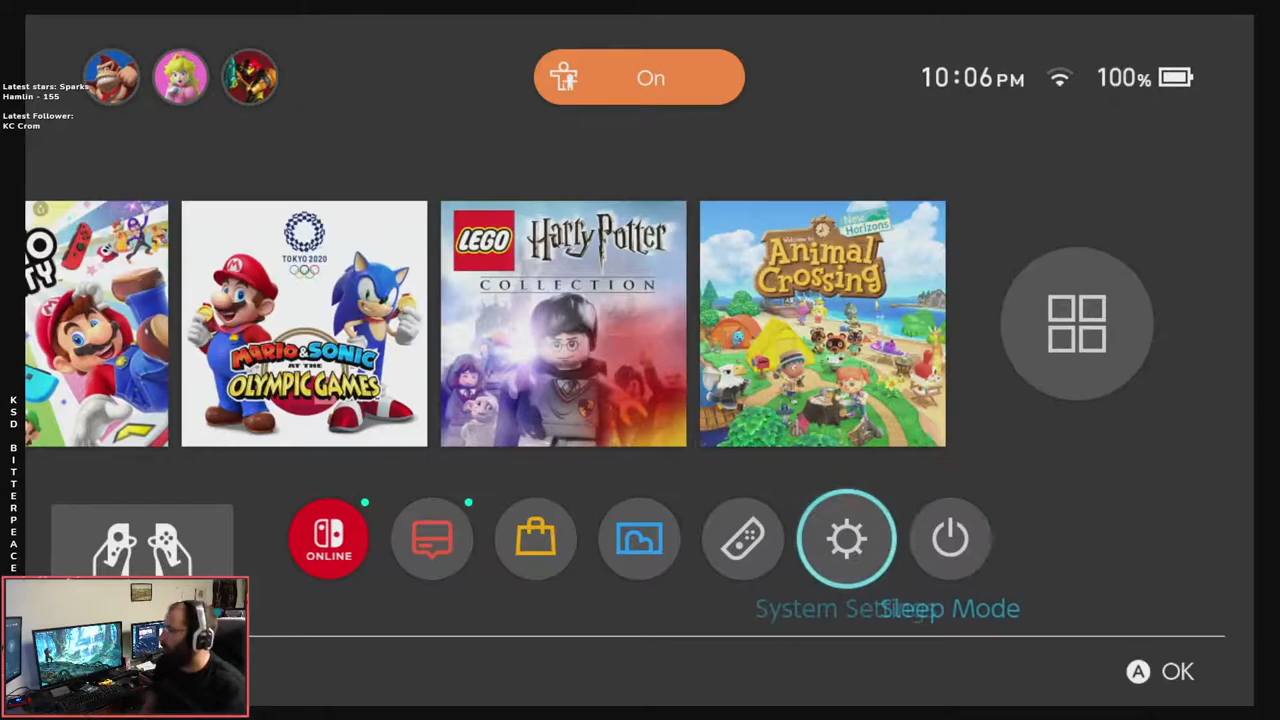 On
10:06 PM
100%
Latest stars: Sparks
Hamlin - 155
Latest Follower:
KC Crom
TOKYO 2020
MARIO & SONIC
AT THE
OLYMPIC GAMES
LEGO
Harry Potter
COLLECTION
New Horizons
Welcome to
Animal
Crossing
ONLINE
System Settings
Sleep Mode
KSD BITTERPEACE
A OK